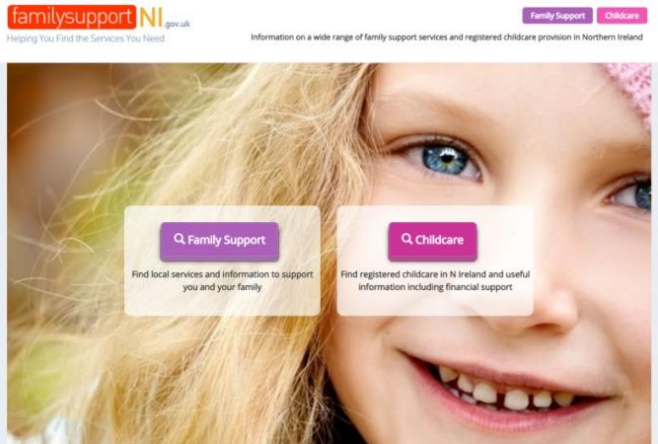 familysupport NI.gov.uk
Helping You Find the Services You Need
Family Support
Childcare
Information on a wide range of family support services and registered childcare provision in Northern Ireland
Family Support
Find local services and information to support
you and your family
Childcare
Find registered childcare in N Ireland and useful
information including financial support